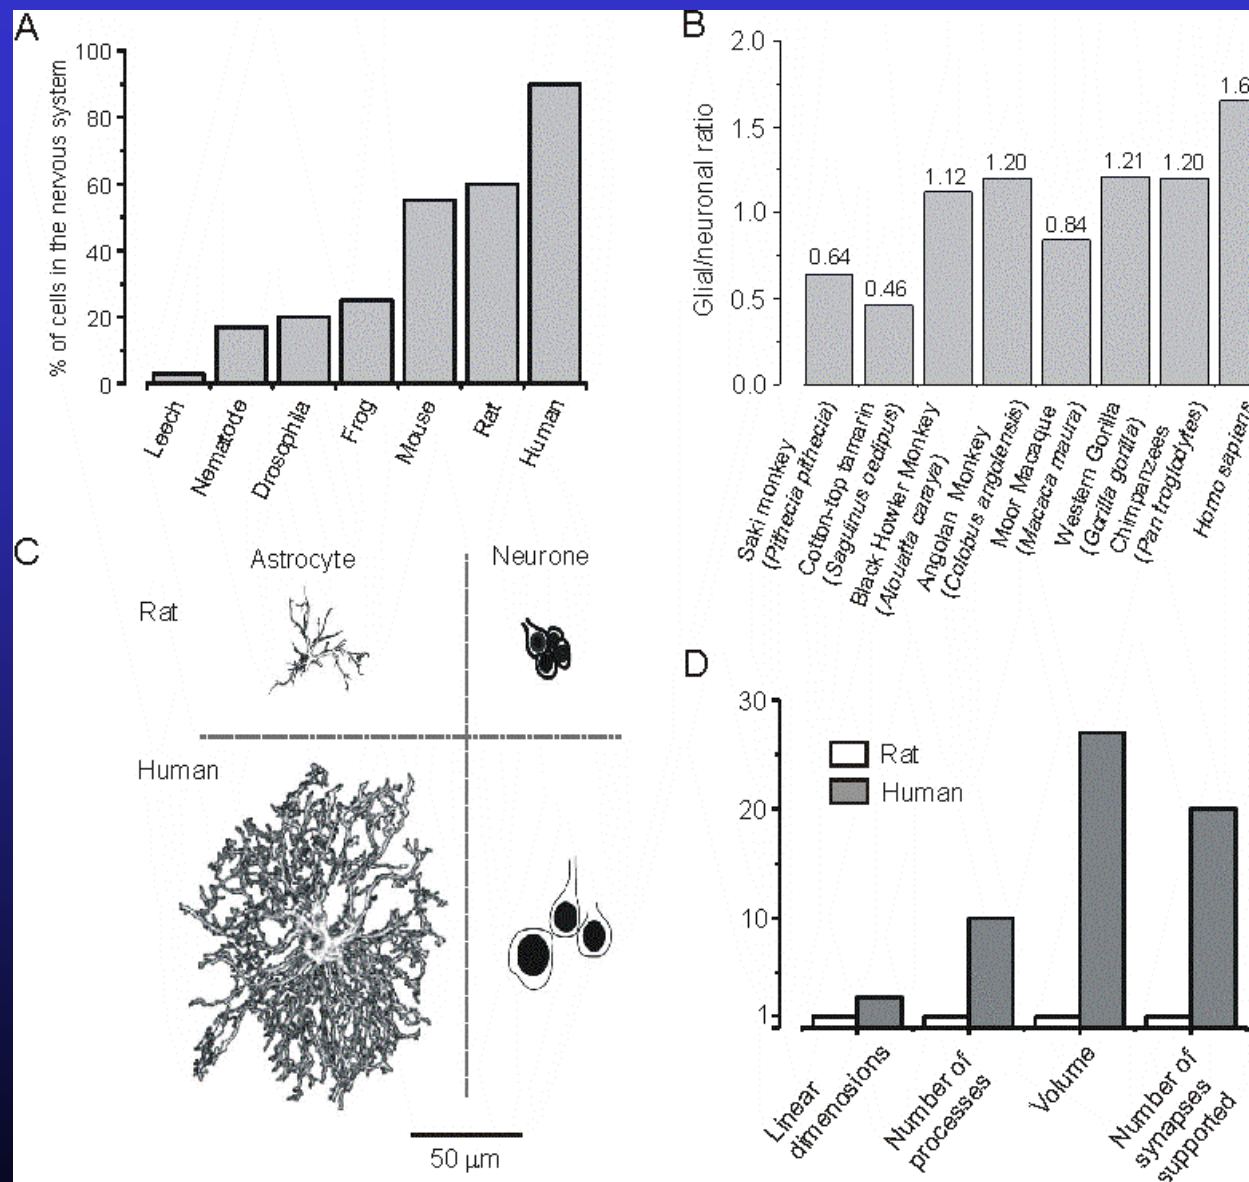 A
% of cells in the nervous system
100
80
60
40
20
0
Leech
Nematode
Drosophila
Frog
Mouse
Rat
Human
B
Glial/neuronal ratio
2.0
1.5
1.0
0.5
0.0
0.64
0.46
1.12
1.20
0.84
1.21
1.20
1.6
Saki monkey
(Pithecia pithecia)
Cotton-top tamarin
(Saguinus oedipus)
Black Howler Monkey
(Alouatta caraya)
Angolan Monkey
(Colobus angolensis)
Moor Macaque
(Macaca maura)
Western Gorilla
(Gorilla gorilla)
Chimpanzees
(Pan troglodytes)
Homo sapiens
C
Astrocyte
Neurone
Rat
Human
50 µm
D
30
20
10
1
Rat
Human
Linear
dimenosions
Number of
processes
Volume
Number of
synapses
supported